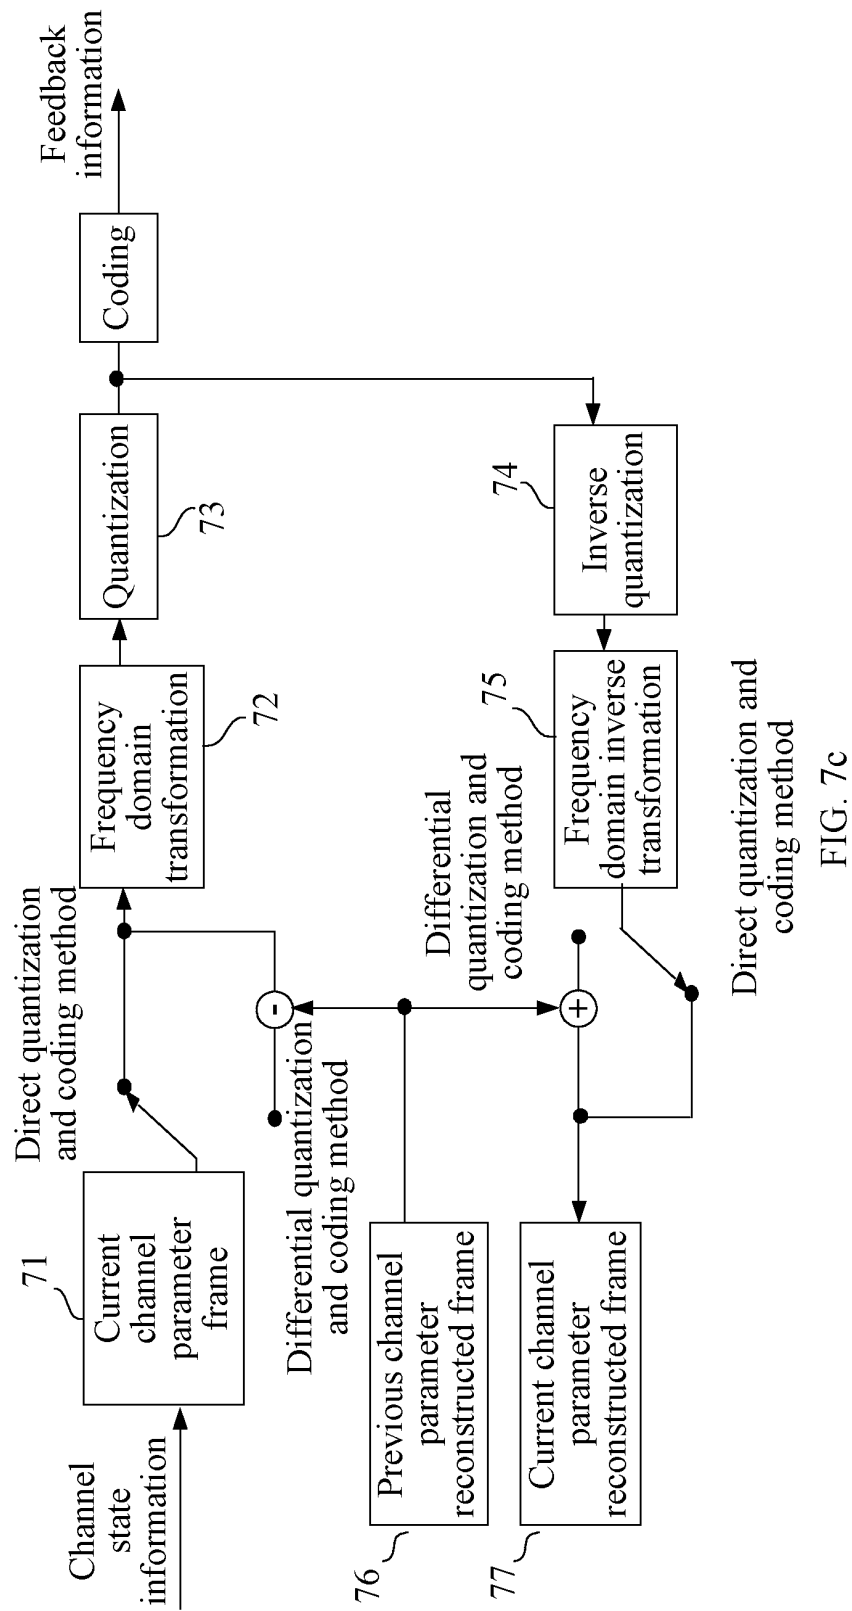 Channel
state
information
71
Current
channel
parameter
frame
Direct quantization
and coding method
Frequency
domain
transformation
72
Quantization
73
Coding
Feedback
information
Differential quantization
and coding method
-
Previous channel
parameter
reconstructed frame
76
Differential
quantization and
coding method
+
Inverse
quantization
74
Frequency
domain inverse
transformation
75
Current channel
parameter
reconstructed frame
77
Direct quantization and
coding method
FIG. 7c